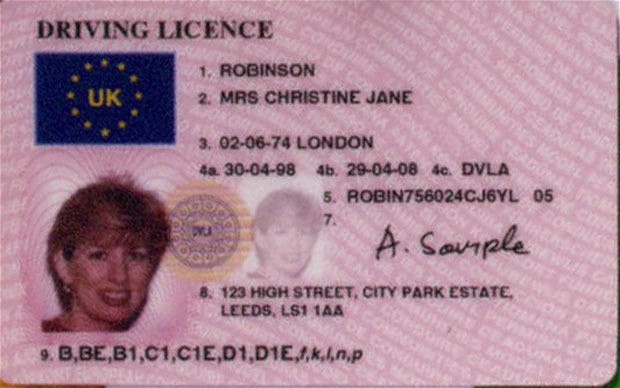 DRIVING LICENCE
UK
1. ROBINSON
2. MRS CHRISTINE JANE
3. 02-06-74 LONDON
4a. 30-04-98 4b. 29-04-08 4c. DVLA
5. ROBIN756024CJ6YL 05
7.
DVLA
A. Sample
8. 123 HIGH STREET, CITY PARK ESTATE,
LEEDS, LS1 1AA
9. B,BE,B1,C1,C1E,D1,D1E,f,k,l,n,p